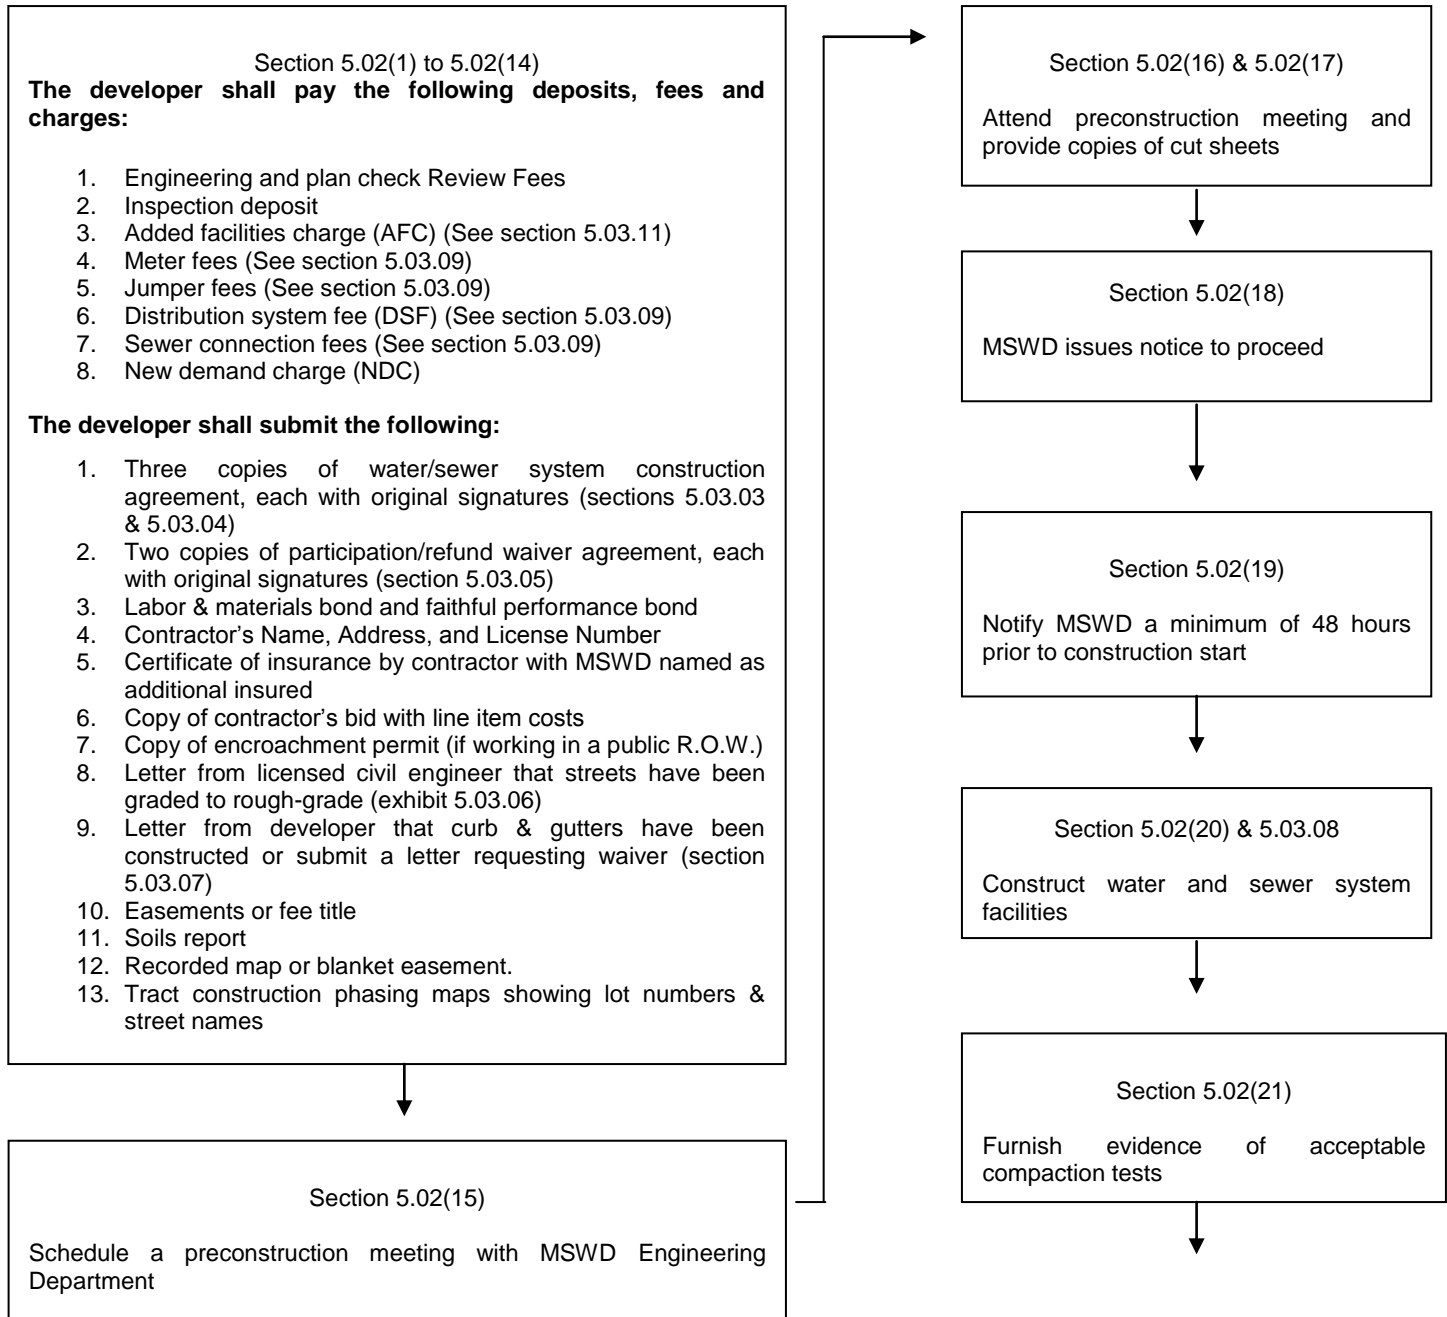 Section 5.02(1) to 5.02(14)
The developer shall pay the following deposits, fees and
charges:
1. Engineering and plan check Review Fees
2. Inspection deposit
3. Added facilities charge (AFC) (See section 5.03.11)
4. Meter fees (See section 5.03.09)
5. Jumper fees (See section 5.03.09)
6. Distribution system fee (DSF) (See section 5.03.09)
7. Sewer connection fees (See section 5.03.09)
8. New demand charge (NDC)
The developer shall submit the following:
1. Three copies of water/sewer system construction
agreement, each with original signatures (sections 5.03.03
& 5.03.04)
2. Two copies of participation/refund waiver agreement, each
with original signatures (section 5.03.05)
3. Labor & materials bond and faithful performance bond
4. Contractor's Name, Address, and License Number
5. Certificate of insurance by contractor with MSWD named as
additional insured
6. Copy of contractor's bid with line item costs
7. Copy of encroachment permit (if working in a public R.O.W.)
8. Letter from licensed civil engineer that streets have been
graded to rough-grade (exhibit 5.03.06)
9. Letter from developer that curb & gutters have been
constructed or submit a letter requesting waiver (section
5.03.07)
10. Easements or fee title
11. Soils report
12. Recorded map or blanket easement.
13. Tract construction phasing maps showing lot numbers &
street names
Section 5.02(15)
Schedule a preconstruction meeting with MSWD Engineering
Department
Section 5.02(16) & 5.02(17)
Attend preconstruction meeting and
provide copies of cut sheets
Section 5.02(18)
MSWD issues notice to proceed
Section 5.02(19)
Notify MSWD a minimum of 48 hours
prior to construction start
Section 5.02(20) & 5.03.08
Construct water and sewer system
facilities
Section 5.02(21)
Furnish evidence of acceptable
compaction tests